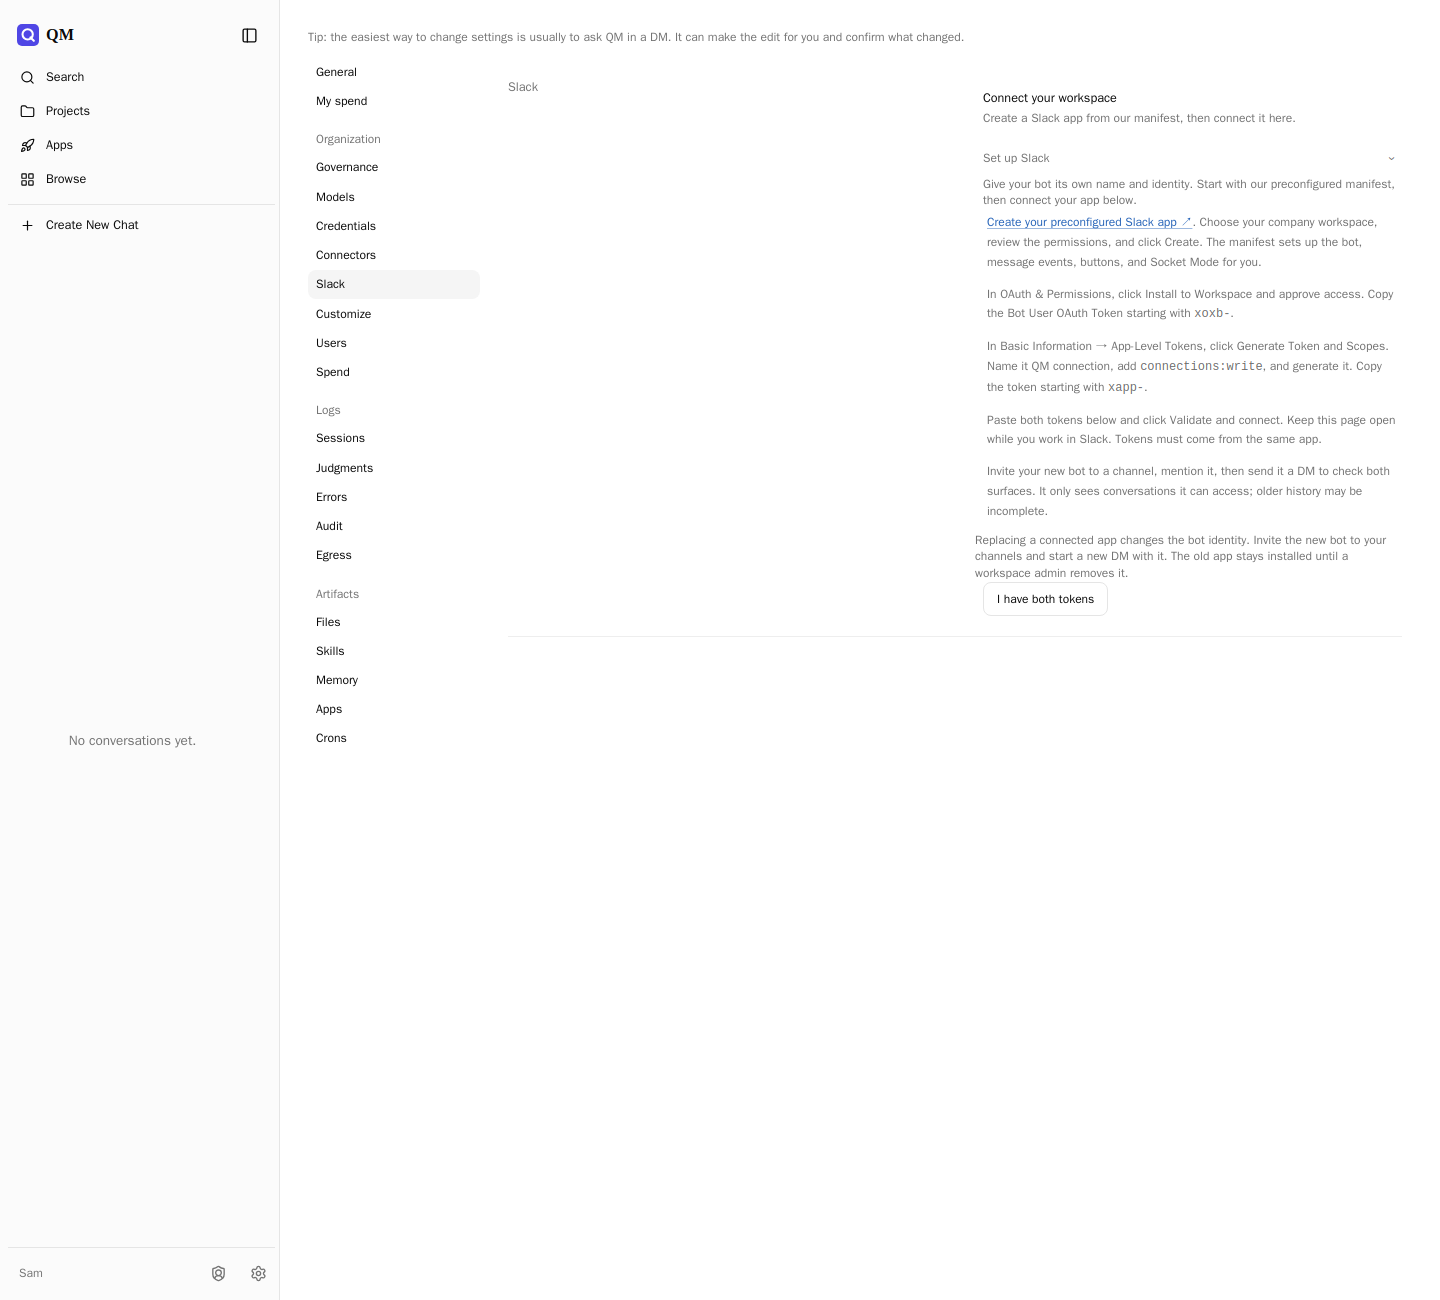 QM
Search
Projects
Apps
Browse
Create New Chat
No conversations yet.
Sam
Tip: the easiest way to change settings is usually to ask QM in a DM. It can make the edit for you and confirm what changed.
General
My spend
Organization
Governance
Models
Credentials
Connectors
Slack
Customize
Users
Spend
Logs
Sessions
Judgments
Errors
Audit
Egress
Artifacts
Files
Skills
Memory
Apps
Crons
Slack
Connect your workspace
Create a Slack app from our manifest, then connect it here.
Set up Slack
Give your bot its own name and identity. Start with our preconfigured manifest,
then connect your app below.
Create your preconfigured Slack app ↗. Choose your company workspace,
review the permissions, and click Create. The manifest sets up the bot,
message events, buttons, and Socket Mode for you.
In OAuth & Permissions, click Install to Workspace and approve access. Copy
the Bot User OAuth Token starting with xoxb-.
In Basic Information → App-Level Tokens, click Generate Token and Scopes.
Name it QM connection, add connections:write, and generate it. Copy
the token starting with xapp-.
Paste both tokens below and click Validate and connect. Keep this page open
while you work in Slack. Tokens must come from the same app.
Invite your new bot to a channel, mention it, then send it a DM to check both
surfaces. It only sees conversations it can access; older history may be
incomplete.
Replacing a connected app changes the bot identity. Invite the new bot to your
channels and start a new DM with it. The old app stays installed until a
workspace admin removes it.
I have both tokens